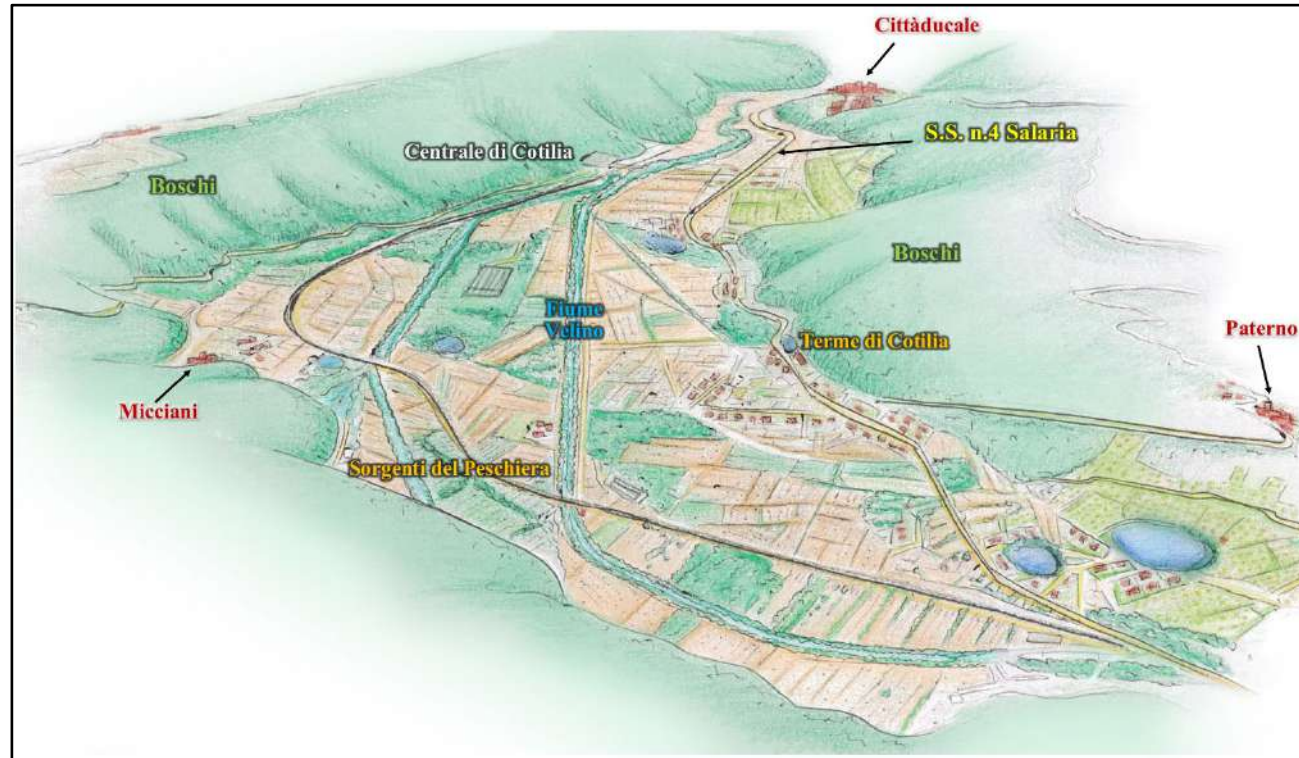 Cittàducale
S.S. n.4 Salaria
Centrale di Cotilia
Boschi
Boschi
Fiume
Velino
Terme di Cotilia
Paterno
Micciani
Sorgenti del Peschiera